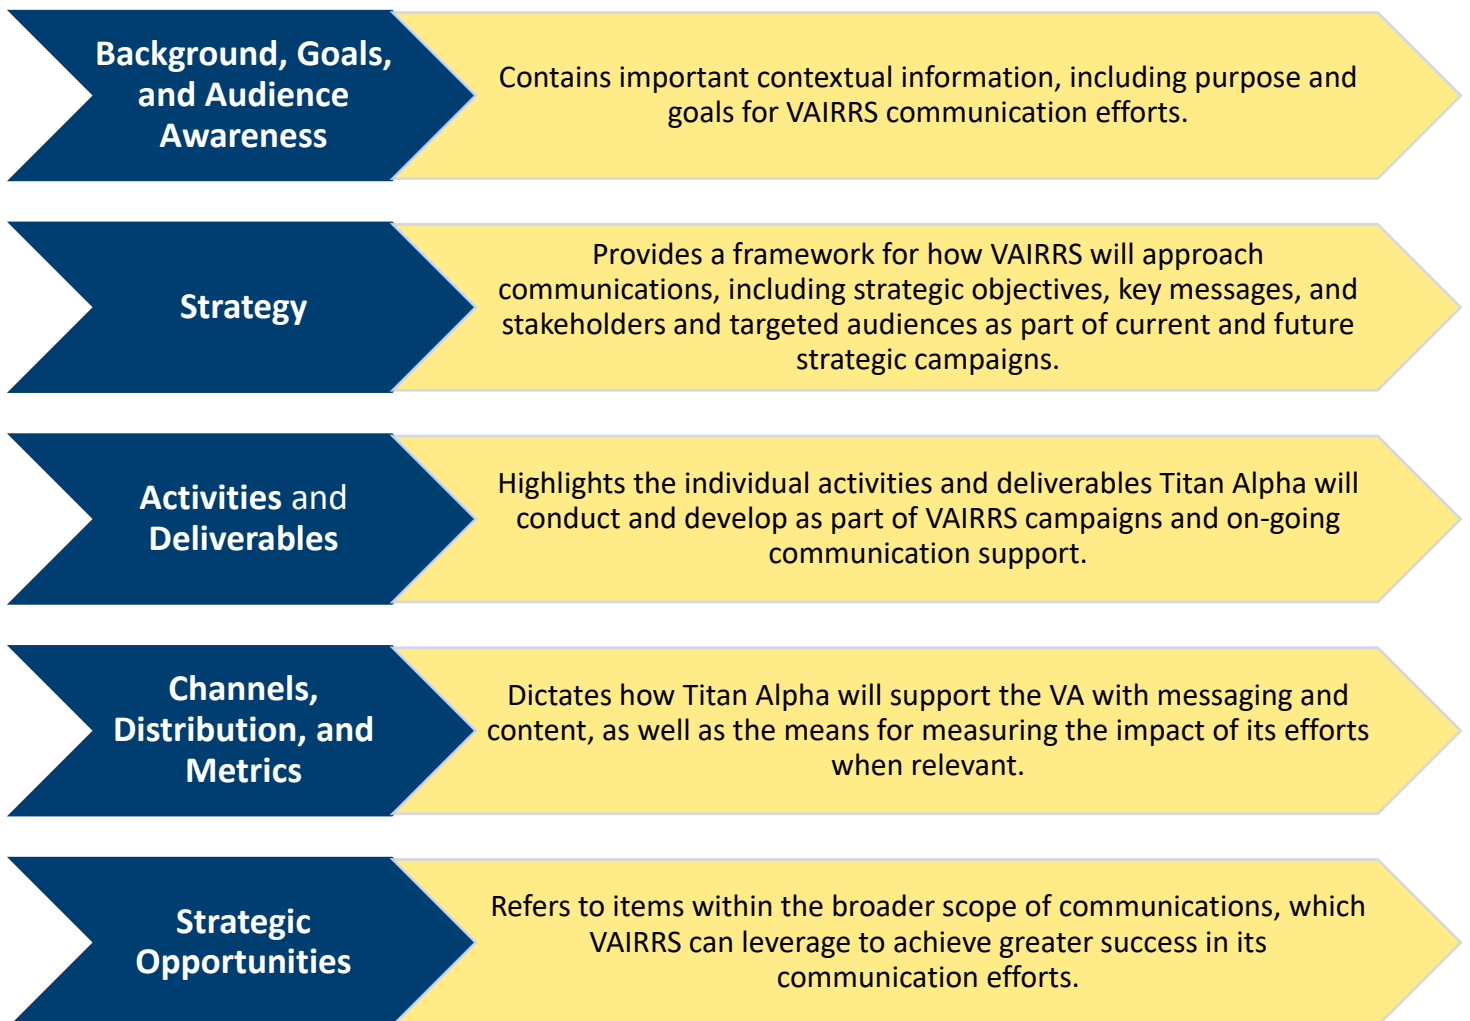 Background, Goals,
and Audience
Awareness
Contains important contextual information, including purpose and
goals for VAIRRS communication efforts.
Strategy
Provides a framework for how VAIRRS will approach
communications, including strategic objectives, key messages, and
stakeholders and targeted audiences as part of current and future
strategic campaigns.
Activities and
Deliverables
Highlights the individual activities and deliverables Titan Alpha will
conduct and develop as part of VAIRRS campaigns and on-going
communication support.
Channels,
Distribution, and
Metrics
Dictates how Titan Alpha will support the VA with messaging and
content, as well as the means for measuring the impact of its efforts
when relevant.
Strategic
Opportunities
Refers to items within the broader scope of communications, which
VAIRRS can leverage to achieve greater success in its
communication efforts.